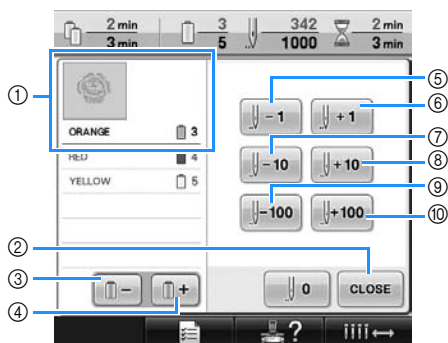 2 min 3 342 2 min
3 min 5 1000 3 min
①
⑤
⑥
- 1 + 1
ORANGE 3
RED 4
⑦
- 10 + 10
⑧
YELLOW 5
⑨
-100 +100
⑩
②
③
- +
0 CLOSE
④
?